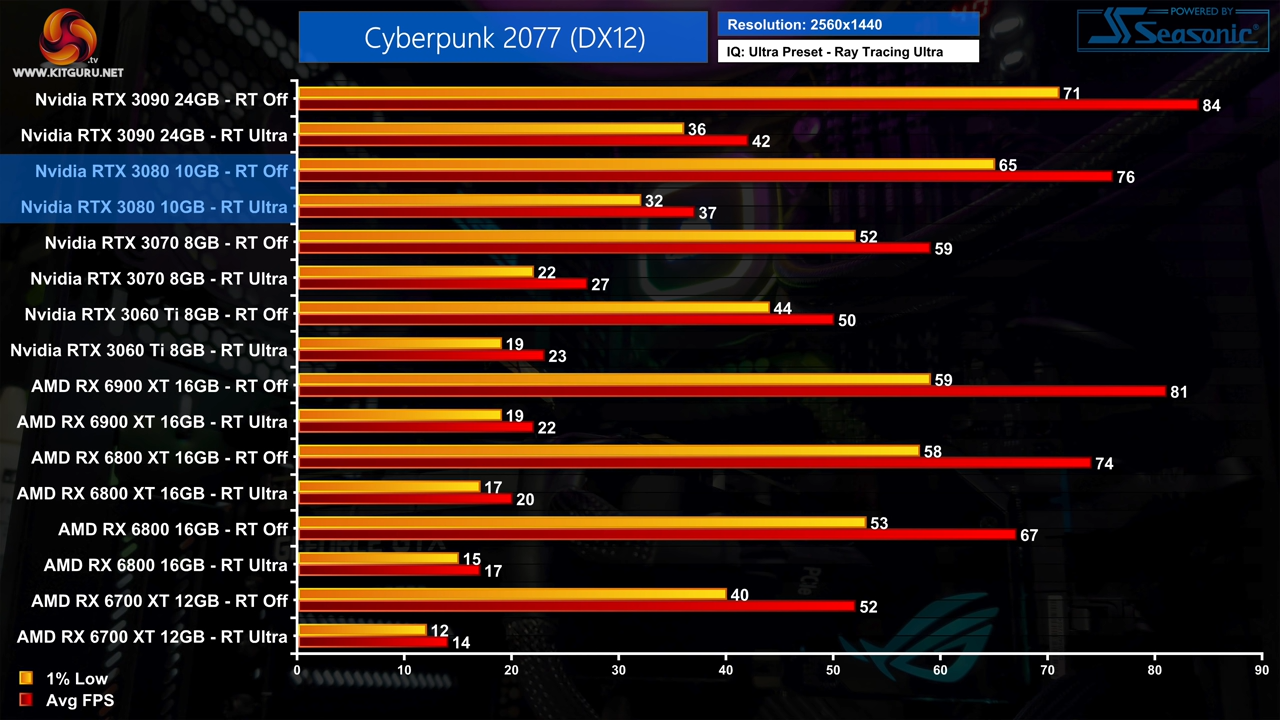 .tv
WWW.KITGURU.NET
Cyberpunk 2077 (DX12)
Resolution: 2560x1440
IQ: Ultra Preset - Ray Tracing Ultra
POWERED BY
Seasonic
Nvidia RTX 3090 24GB - RT Off 71 84
Nvidia RTX 3090 24GB - RT Ultra 36 42
Nvidia RTX 3080 10GB - RT Off 65 76
Nvidia RTX 3080 10GB - RT Ultra 32 37
Nvidia RTX 3070 8GB - RT Off 52 59
Nvidia RTX 3070 8GB - RT Ultra 22 27
Nvidia RTX 3060 Ti 8GB - RT Off 44 50
Nvidia RTX 3060 Ti 8GB - RT Ultra 19 23
AMD RX 6900 XT 16GB - RT Off 59 81
AMD RX 6900 XT 16GB - RT Ultra 19 22
AMD RX 6800 XT 16GB - RT Off 58 74
AMD RX 6800 XT 16GB - RT Ultra 17 20
AMD RX 6800 16GB - RT Off 53 67
AMD RX 6800 16GB - RT Ultra 15 17
AMD RX 6700 XT 12GB - RT Off 40 52
AMD RX 6700 XT 12GB - RT Ultra 12 14
PCIe
0 10 20 30 40 50 60 70 80 90
1% Low
Avg FPS